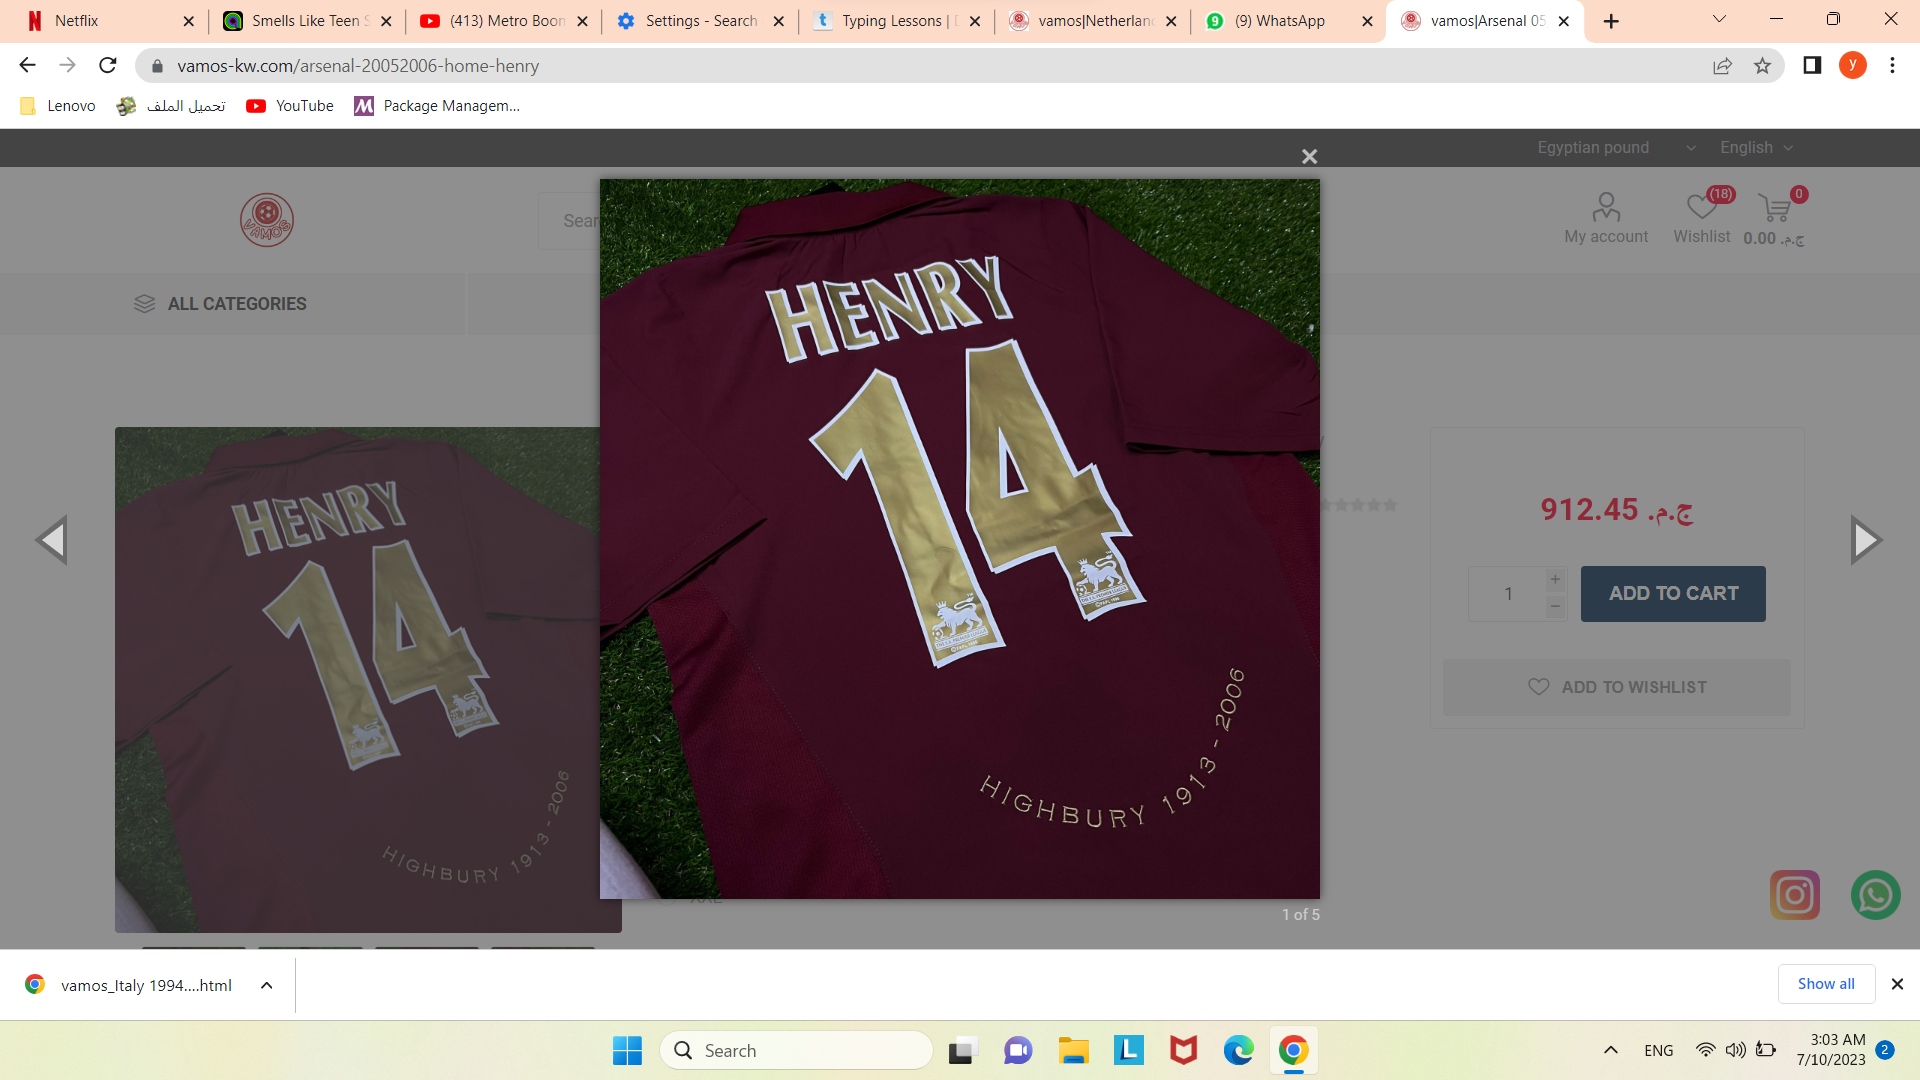 Netflix
Smells Like Teen S
(413) Metro Boom
Settings - Search
Typing Lessons | D
vamos|Netherland
(9) WhatsApp
vamos|Arsenal 05
vamos-kw.com/arsenal-20052006-home-henry
y
Lenovo
تحميل الملف
YouTube
Package Managem...
Egyptian pound
English
VAMOS
Sear
My account
(18)
Wishlist
0
0.00 ج.م.
ALL CATEGORIES
HENRY
14
HIGHBURY 1913 - 2006
HENRY
14
HIGHBURY 1913 - 2006
912.45 ج.م.
1
ADD TO CART
ADD TO WISHLIST
XXL
1 of 5
vamos_Italy 1994....html
Show all
Search
ENG
3:03 AM
7/10/2023
2